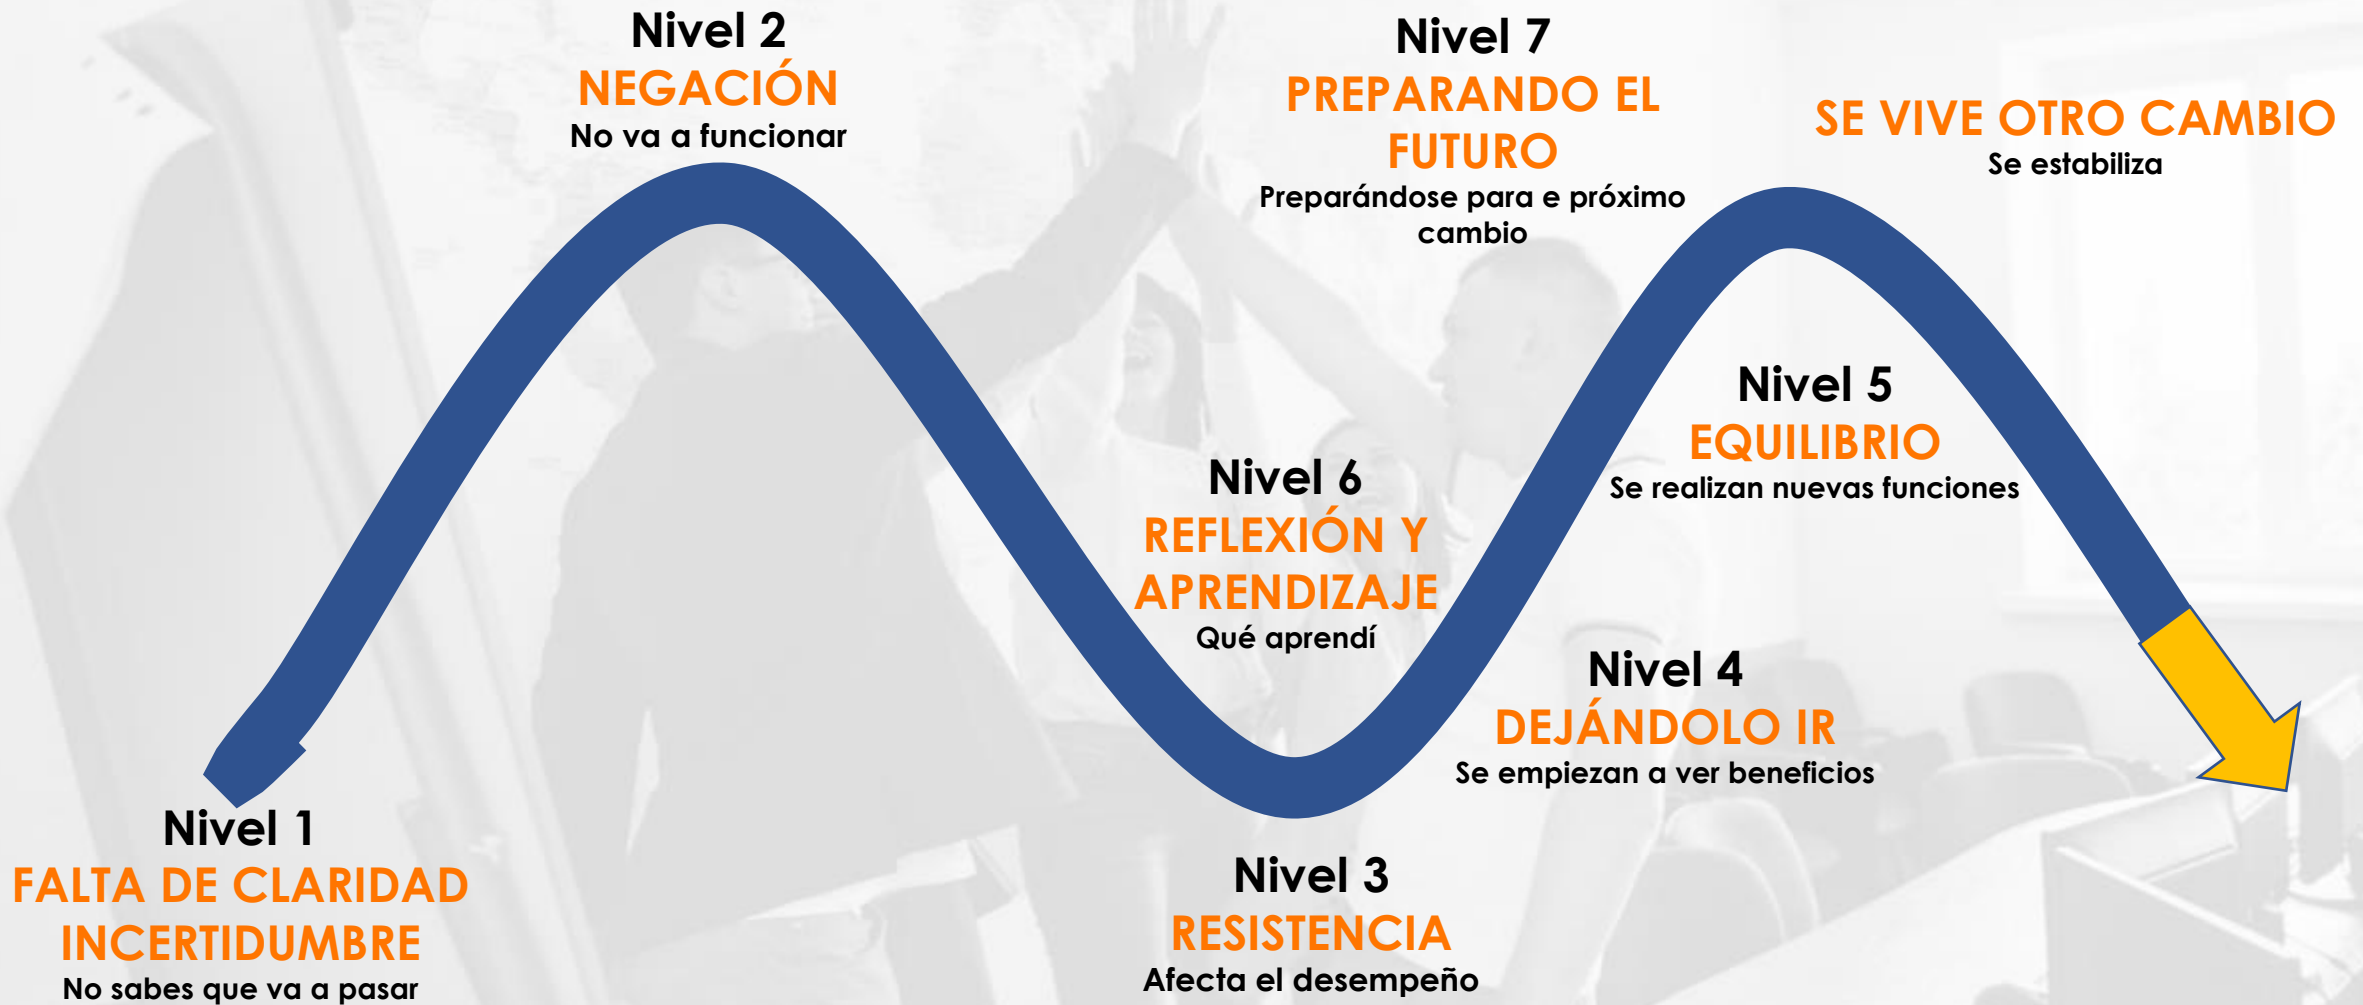 Nivel 1
FALTA DE CLARIDAD
INCERTIDUMBRE
No sabes que va a pasar
Nivel 2
NEGACIÓN
No va a funcionar
Nivel 3
RESISTENCIA
Afecta el desempeño
Nivel 4
DEJÁNDOLO IR
Se empiezan a ver beneficios
Nivel 5
EQUILIBRIO
Se realizan nuevas funciones
Nivel 6
REFLEXIÓN Y
APRENDIZAJE
Qué aprendí
Nivel 7
PREPARANDO EL
FUTURO
Preparándose para e próximo
cambio
SE VIVE OTRO CAMBIO
Se estabiliza